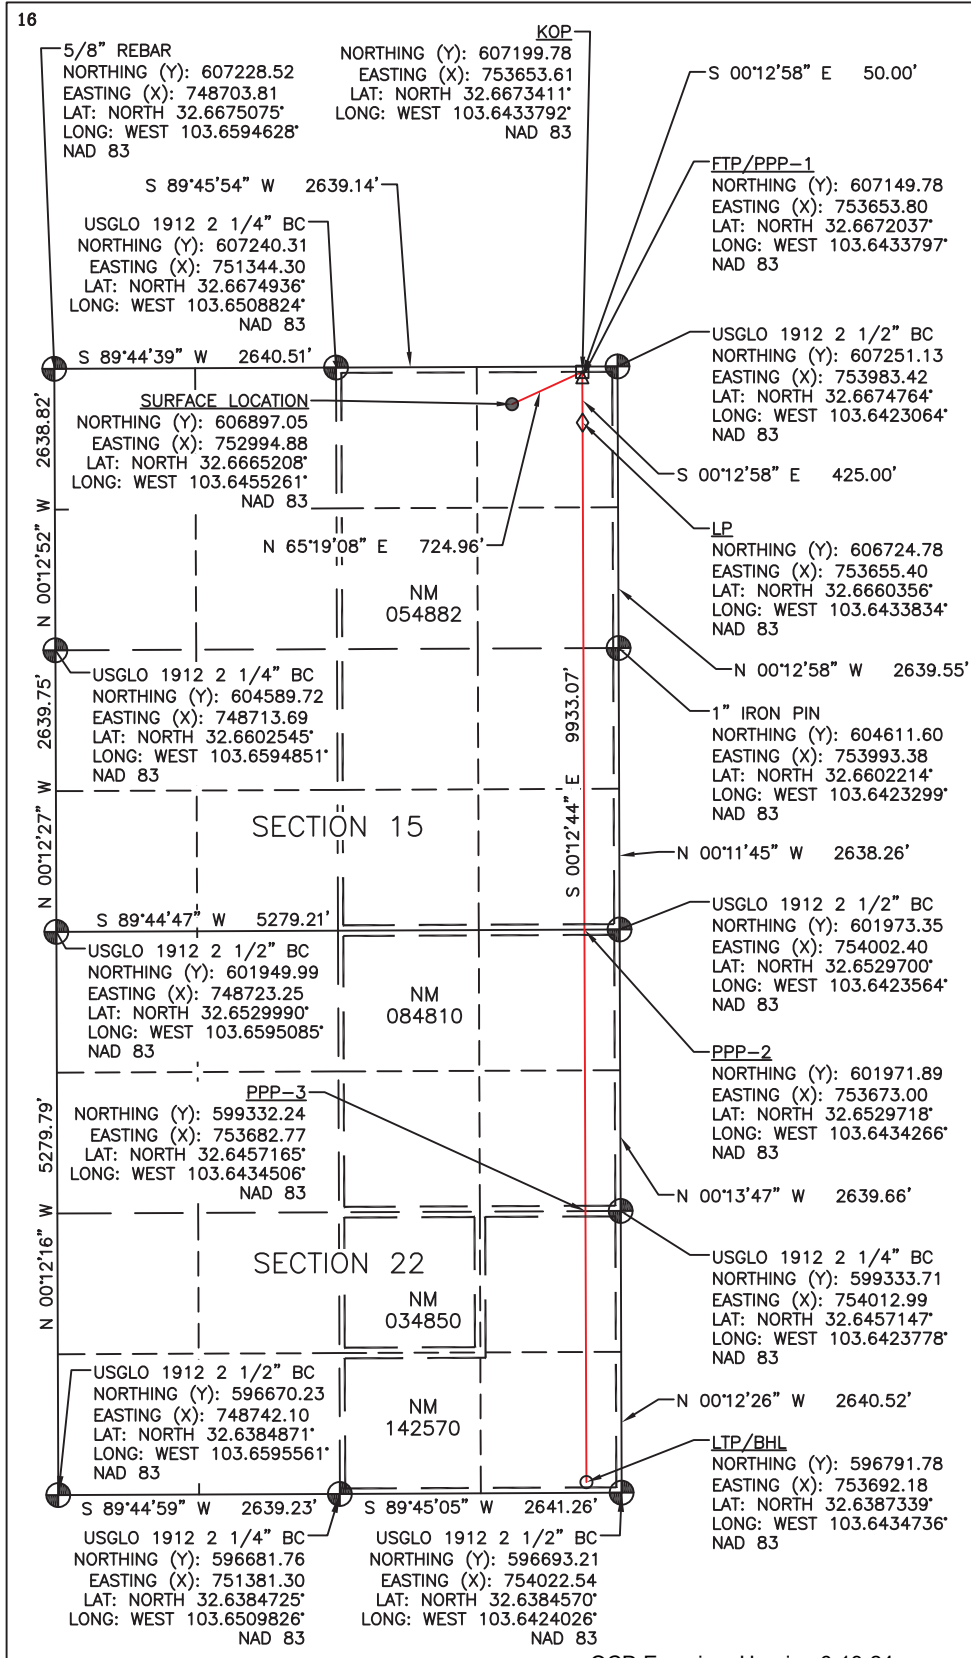 16
5/8" REBAR
NORTHING (Y): 607228.52
EASTING (X): 748703.81
LAT: NORTH 32.6675075°
LONG: WEST 103.6594628°
NAD 83
KOP
NORTHING (Y): 607199.78
EASTING (X): 753653.61
LAT: NORTH 32.6673411°
LONG: WEST 103.6433792°
NAD 83
S 00°12'58" E 50.00'
FTP/PPP-1
NORTHING (Y): 607149.78
EASTING (X): 753653.80
LAT: NORTH 32.6672037°
LONG: WEST 103.6433797°
NAD 83
S 89°45'54" W 2639.14'
USGLO 1912 2 1/4" BC
NORTHING (Y): 607240.31
EASTING (X): 751344.30
LAT: NORTH 32.6674936°
LONG: WEST 103.6508824°
NAD 83
USGLO 1912 2 1/2" BC
NORTHING (Y): 607251.13
EASTING (X): 753983.42
LAT: NORTH 32.6674764°
LONG: WEST 103.6423064°
NAD 83
S 89°44'39" W 2640.51'
SURFACE LOCATION
NORTHING (Y): 606897.05
EASTING (X): 752994.88
LAT: NORTH 32.6665208°
LONG: WEST 103.6455261°
NAD 83
N 00°12'52" W 2638.82'
S 00°12'58" E 425.00'
N 65°19'08" E 724.96'
LP
NORTHING (Y): 606724.78
EASTING (X): 753655.40
LAT: NORTH 32.6660356°
LONG: WEST 103.6433834°
NAD 83
NM
054882
N 00°12'58" W 2639.55'
USGLO 1912 2 1/4" BC
NORTHING (Y): 604589.72
EASTING (X): 748713.69
LAT: NORTH 32.6602545°
LONG: WEST 103.6594851°
NAD 83
1" IRON PIN
NORTHING (Y): 604611.60
EASTING (X): 753993.38
LAT: NORTH 32.6602214°
LONG: WEST 103.6423299°
NAD 83
N 00°12'27" W 2639.75'
S 00°12'44" E 9933.07'
SECTION 15
N 00°11'45" W 2638.26'
S 89°44'47" W 5279.21'
USGLO 1912 2 1/2" BC
NORTHING (Y): 601949.99
EASTING (X): 748723.25
LAT: NORTH 32.6529990°
LONG: WEST 103.6595085°
NAD 83
USGLO 1912 2 1/2" BC
NORTHING (Y): 601973.35
EASTING (X): 754002.40
LAT: NORTH 32.6529700°
LONG: WEST 103.6423564°
NAD 83
NM
084810
PPP-2
NORTHING (Y): 601971.89
EASTING (X): 753673.00
LAT: NORTH 32.6529718°
LONG: WEST 103.6434266°
NAD 83
PPP-3
NORTHING (Y): 599332.24
EASTING (X): 753682.77
LAT: NORTH 32.6457165°
LONG: WEST 103.6434506°
NAD 83
N 00°12'16" W 5279.79'
N 00°13'47" W 2639.66'
SECTION 22
USGLO 1912 2 1/4" BC
NORTHING (Y): 599333.71
EASTING (X): 754012.99
LAT: NORTH 32.6457147°
LONG: WEST 103.6423778°
NAD 83
NM
034850
USGLO 1912 2 1/2" BC
NORTHING (Y): 596670.23
EASTING (X): 748742.10
LAT: NORTH 32.6384871°
LONG: WEST 103.6595561°
NAD 83
NM
142570
N 00°12'26" W 2640.52'
LTP/BHL
NORTHING (Y): 596791.78
EASTING (X): 753692.18
LAT: NORTH 32.6387339°
LONG: WEST 103.6434736°
NAD 83
S 89°44'59" W 2639.23'
S 89°45'05" W 2641.26'
USGLO 1912 2 1/4" BC
NORTHING (Y): 596681.76
EASTING (X): 751381.30
LAT: NORTH 32.6384725°
LONG: WEST 103.6509826°
NAD 83
USGLO 1912 2 1/2" BC
NORTHING (Y): 596693.21
EASTING (X): 754022.54
LAT: NORTH 32.6384570°
LONG: WEST 103.6424026°
NAD 83